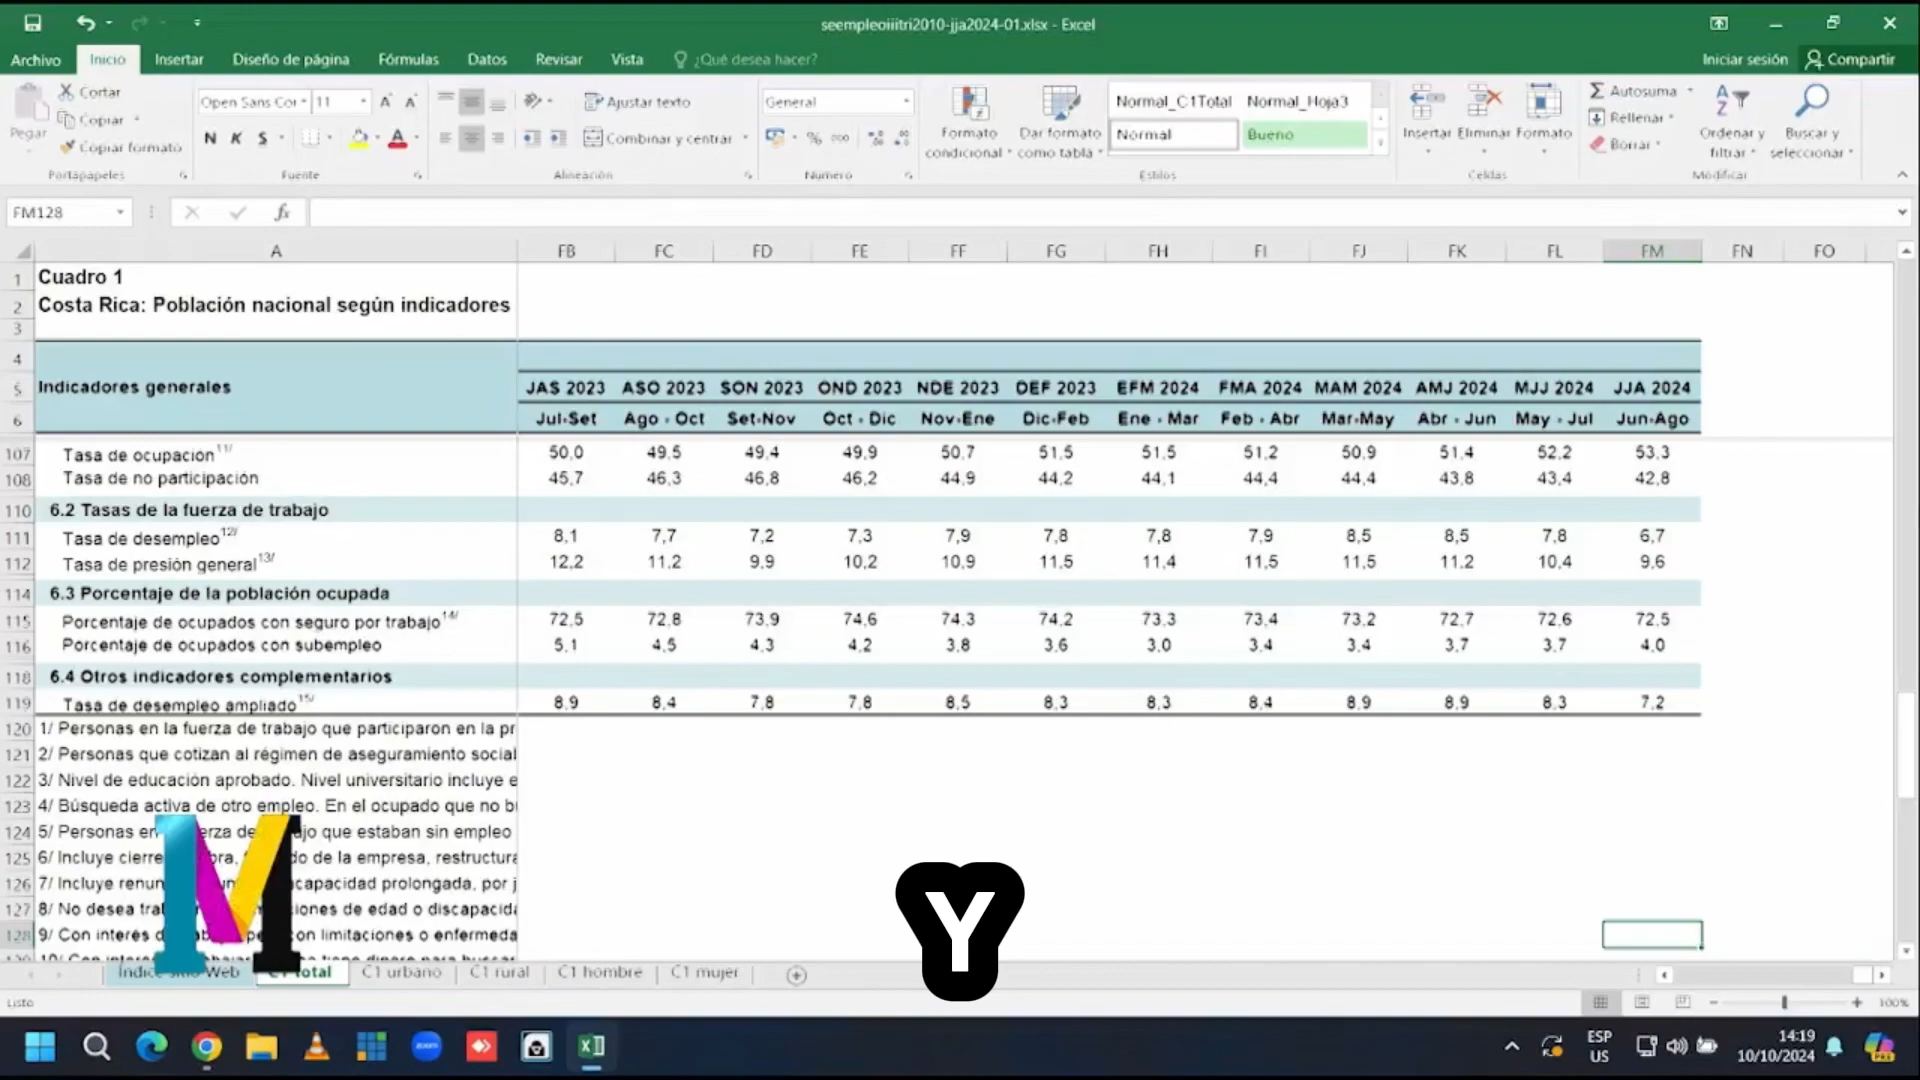 seempleoiiitri2010-jja2024-01.xlsx - Excel
Archivo Inicio Insertar Diseño de página Fórmulas Datos Revisar Vista ¿Qué desea hacer? Iniciar sesión Compartir
Cortar
Copiar
Copiar formato
Pegar
Portapapeles
Open Sans Cor 11
N K S
Fuente
Ajustar texto
Combinar y centrar
Alineación
General
% 000
Número
Formato condicional
Dar formato como tabla
Normal_C1Total Normal_Hoja3
Normal Bueno
Estilos
Insertar Eliminar Formato
Celdas
Autosuma
Rellenar
Borrar
Ordenar y filtrar
Buscar y seleccionar
Modificar
FM128 fx
A FB FC FD FE FF FG FH FI FJ FK FL FM FN FO
1 Cuadro 1
2 Costa Rica: Población nacional según indicadores
3
4
5 Indicadores generales JAS 2023 ASO 2023 SON 2023 OND 2023 NDE 2023 DEF 2023 EFM 2024 FMA 2024 MAM 2024 AMJ 2024 MJJ 2024 JJA 2024
6 Jul-Set Ago - Oct Set-Nov Oct - Dic Nov-Ene Dic-Feb Ene - Mar Feb - Abr Mar-May Abr - Jun May - Jul Jun-Ago
107 Tasa de ocupación 11/ 50,0 49,5 49,4 49,9 50,7 51,5 51,5 51,2 50,9 51,4 52,2 53,3
108 Tasa de no participación 45,7 46,3 46,8 46,2 44,9 44,2 44,1 44,4 44,4 43,8 43,4 42,8
110 6.2 Tasas de la fuerza de trabajo
111 Tasa de desempleo 12/ 8,1 7,7 7,2 7,3 7,9 7,8 7,8 7,9 8,5 8,5 7,8 6,7
112 Tasa de presión general 13/ 12,2 11,2 9,9 10,2 10,9 11,5 11,4 11,5 11,5 11,2 10,4 9,6
114 6.3 Porcentaje de la población ocupada
115 Porcentaje de ocupados con seguro por trabajo 14/ 72,5 72,8 73,9 74,6 74,3 74,2 73,3 73,4 73,2 72,7 72,6 72,5
116 Porcentaje de ocupados con subempleo 5,1 4,5 4,3 4,2 3,8 3,6 3,0 3,4 3,4 3,7 3,7 4,0
118 6.4 Otros indicadores complementarios
119 Tasa de desempleo ampliado 15/ 8,9 8,4 7,8 7,8 8,5 8,3 8,3 8,4 8,9 8,9 8,3 7,2
120 1/ Personas en la fuerza de trabajo que participaron en la pr
121 2/ Personas que cotizan al régimen de aseguramiento social
122 3/ Nivel de educación aprobado. Nivel universitario incluye e
123 4/ Búsqueda activa de otro empleo. En el ocupado que no b
124 5/ Personas en que estaban sin empleo
125 6/ Incluye de la empresa, restructura
126 7/ Incluye prolongada, por j
127 8/ No desea de edad o discapacida
128 9/ Con interés limitaciones o enfermeda
M
Y
Web C1 urbano C1 rural C1 hombre C1 mujer
Listo 100%
zoom
ESP
US
14:19
10/10/2024